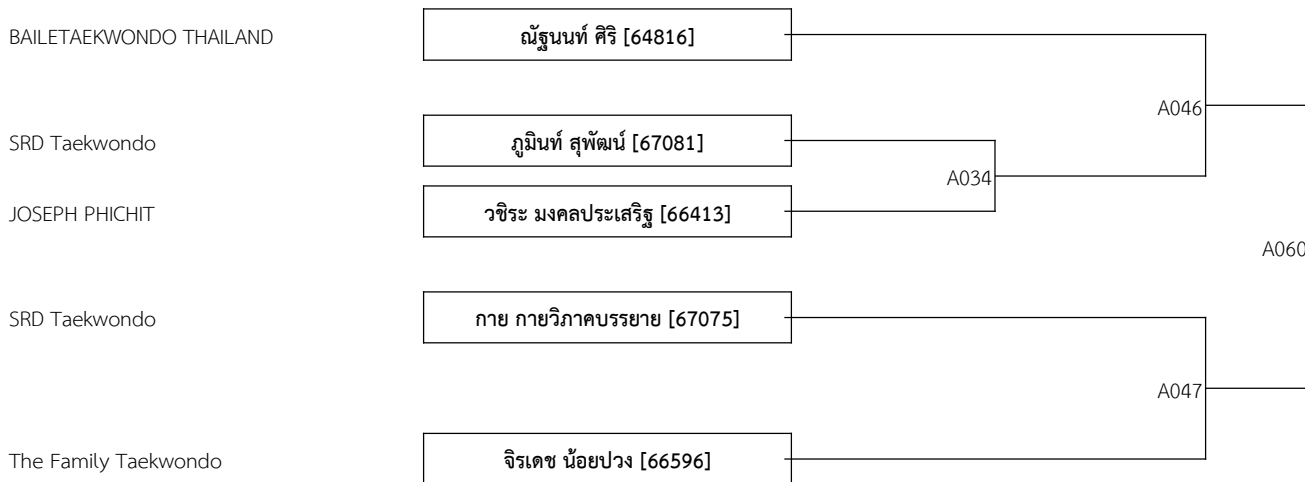 BAILETAEKWONDO THAILAND
ณัฐนนท์ ศิริ [64816]
A046
SRD Taekwondo
ภูมินท์ สุพัฒน์ [67081]
A034
JOSEPH PHICHIT
วชิระ มงคลประเสริฐ [66413]
A060
SRD Taekwondo
กาย กายวิภาคบรรยาย [67075]
A047
The Family Taekwondo
จิรเดช น้อยปวง [66596]